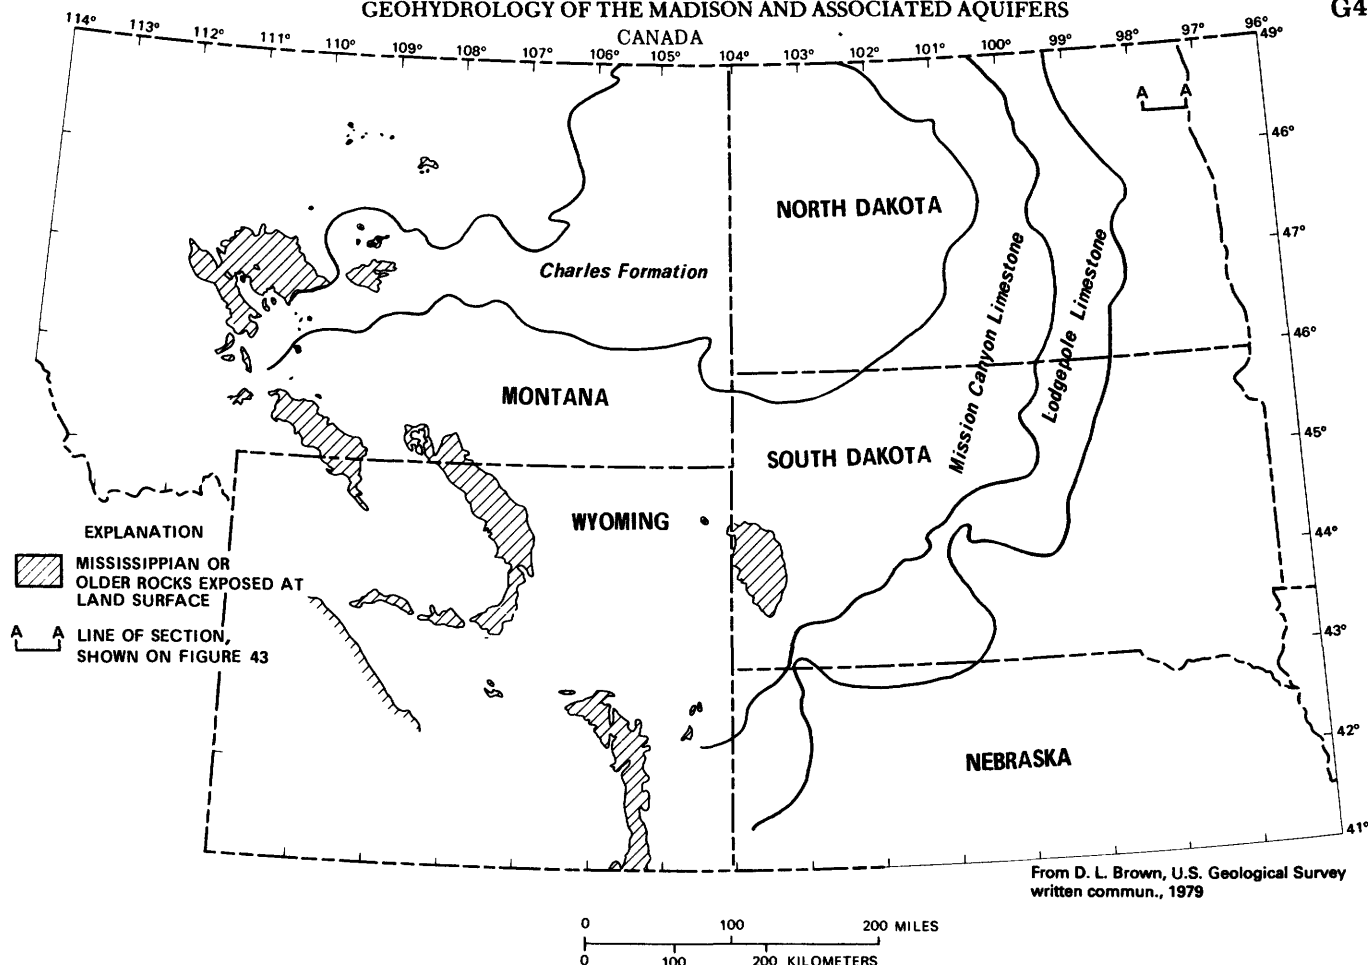 GEOHYDROLOGY OF THE MADISON AND ASSOCIATED AQUIFERS
G4
CANADA
114° 113° 112° 111° 110° 109° 108° 107° 106° 105° 104° 103° 102° 101° 100° 99° 98° 97° 96°
49°
A A
46°
NORTH DAKOTA
47°
Charles Formation
Mission Canyon Limestone
Lodgepole Limestone
46°
MONTANA
45°
SOUTH DAKOTA
WYOMING
44°
EXPLANATION
MISSISSIPPIAN OR
OLDER ROCKS EXPOSED AT
LAND SURFACE
A A LINE OF SECTION,
SHOWN ON FIGURE 43
43°
42°
NEBRASKA
41°
From D. L. Brown, U.S. Geological Survey
written commun., 1979
0 100 200 MILES
0 100 200 KILOMETERS